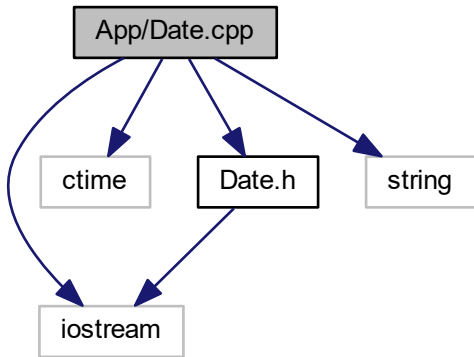 App/Date.cpp
ctime
Date.h
string
iostream